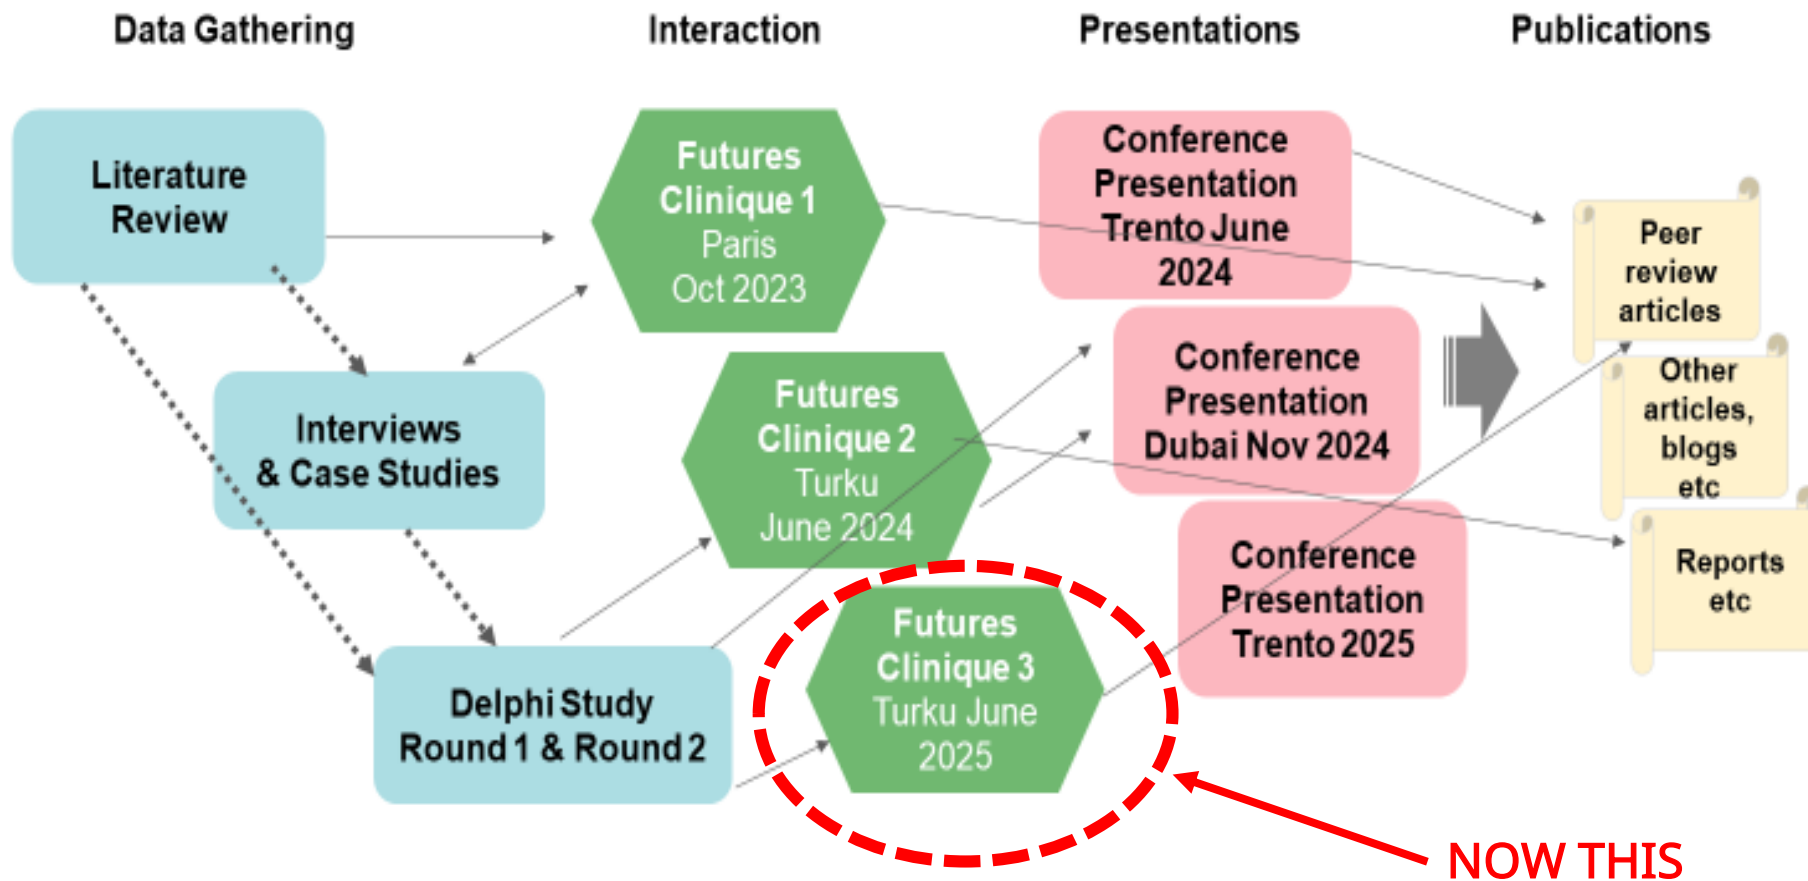 Data Gathering
Interaction
Presentations
Publications
Literature
Review
Interviews
& Case Studies
Delphi Study
Round 1 & Round 2
Futures
Clinique 1
Paris
Oct 2023
Futures
Clinique 2
Turku
June 2024
Futures
Clinique 3
Turku June
2025
Conference
Presentation
Trento June
2024
Conference
Presentation
Dubai Nov 2024
Conference
Presentation
Trento 2025
Peer
review
articles
Other
articles,
blogs
etc
Reports
etc
NOW THIS